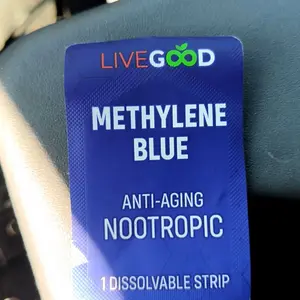 LIVEGOOD
METHYLENE
BLUE
ANTI-AGING
NOOTROPIC
1 DISSOLVABLE STRIP